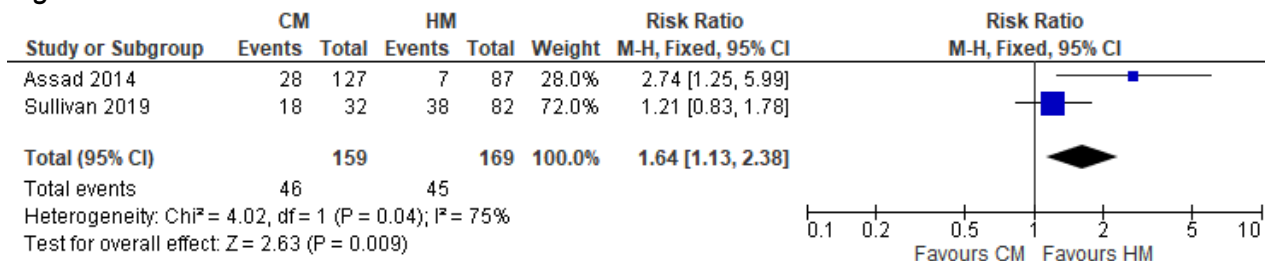 CM HM Risk Ratio Risk Ratio
Study or Subgroup Events Total Events Total Weight M-H, Fixed, 95% CI M-H, Fixed, 95% CI
Assad 2014 28 127 7 87 28.0% 2.74 [1.25, 5.99]
Sullivan 2019 18 32 38 82 72.0% 1.21 [0.83, 1.78]
Total (95% CI) 159 169 100.0% 1.64 [1.13, 2.38]
Total events 46 45
Heterogeneity: Chi² = 4.02, df = 1 (P = 0.04); I² = 75%
Test for overall effect: Z = 2.63 (P = 0.009)
0.1 0.2 0.5 1 2 5 10
Favours CM Favours HM